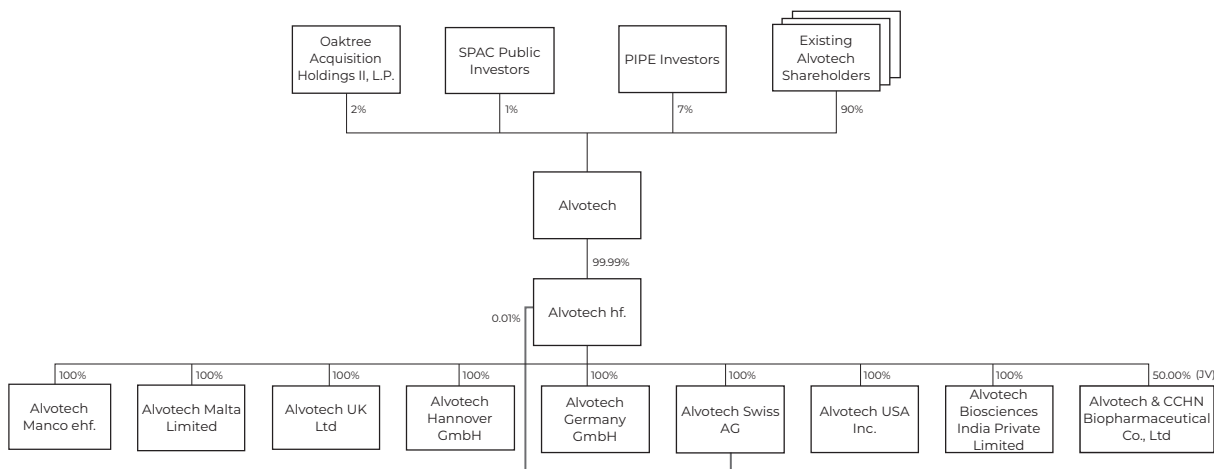 Oaktree
Acquisition
Holdings II, L.P.
SPAC Public
Investors
PIPE Investors
Existing
Alvotech
Shareholders
2%
1%
7%
90%
Alvotech
99.99%
Alvotech hf.
0.01%
100%
100%
100%
100%
100%
100%
100%
100%
50.00% (JV)
Alvotech
Manco ehf.
Alvotech Malta
Limited
Alvotech UK
Ltd
Alvotech
Hannover
GmbH
Alvotech
Germany
GmbH
Alvotech Swiss
AG
Alvotech USA
Inc.
Alvotech
Biosciences
India Private
Limited
Alvotech & CCHN
Biopharmaceutical
Co., Ltd